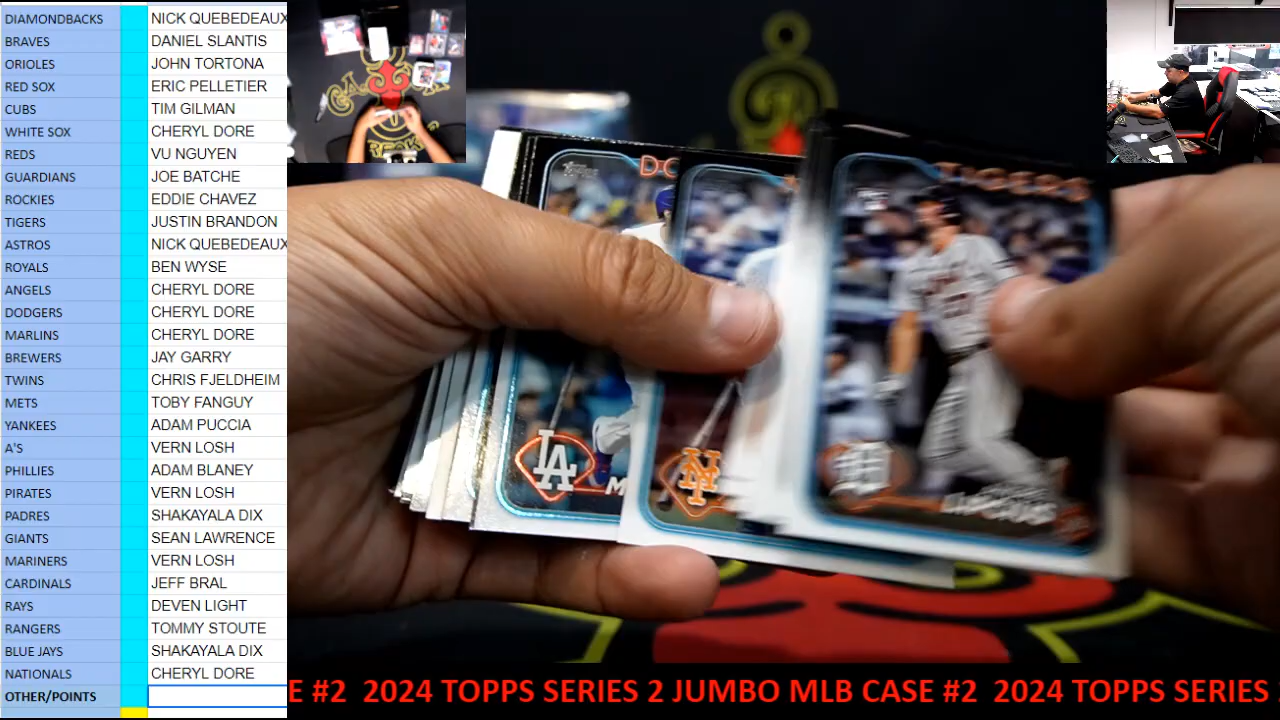 DIAMONDBACKS NICK QUEBEDEAUX
BRAVES DANIEL SLANTIS
ORIOLES JOHN TORTONA
RED SOX ERIC PELLETIER
CUBS TIM GILMAN
WHITE SOX CHERYL DORE
REDS VU NGUYEN
GUARDIANS JOE BATCHE
ROCKIES EDDIE CHAVEZ
TIGERS JUSTIN BRANDON
ASTROS NICK QUEBEDEAUX
ROYALS BEN WYSE
ANGELS CHERYL DORE
DODGERS CHERYL DORE
MARLINS CHERYL DORE
BREWERS JAY GARRY
TWINS CHRIS FJELDHEIM
METS TOBY FANGUY
YANKEES ADAM PUCCIA
A'S VERN LOSH
PHILLIES ADAM BLANEY
PIRATES VERN LOSH
PADRES SHAKAYALA DIX
GIANTS SEAN LAWRENCE
MARINERS VERN LOSH
CARDINALS JEFF BRAL
RAYS DEVEN LIGHT
RANGERS TOMMY STOUTE
BLUE JAYS SHAKAYALA DIX
NATIONALS CHERYL DORE
OTHER/POINTS
LA
NY
E #2 2024 TOPPS SERIES 2 JUMBO MLB CASE #2 2024 TOPPS SERIES